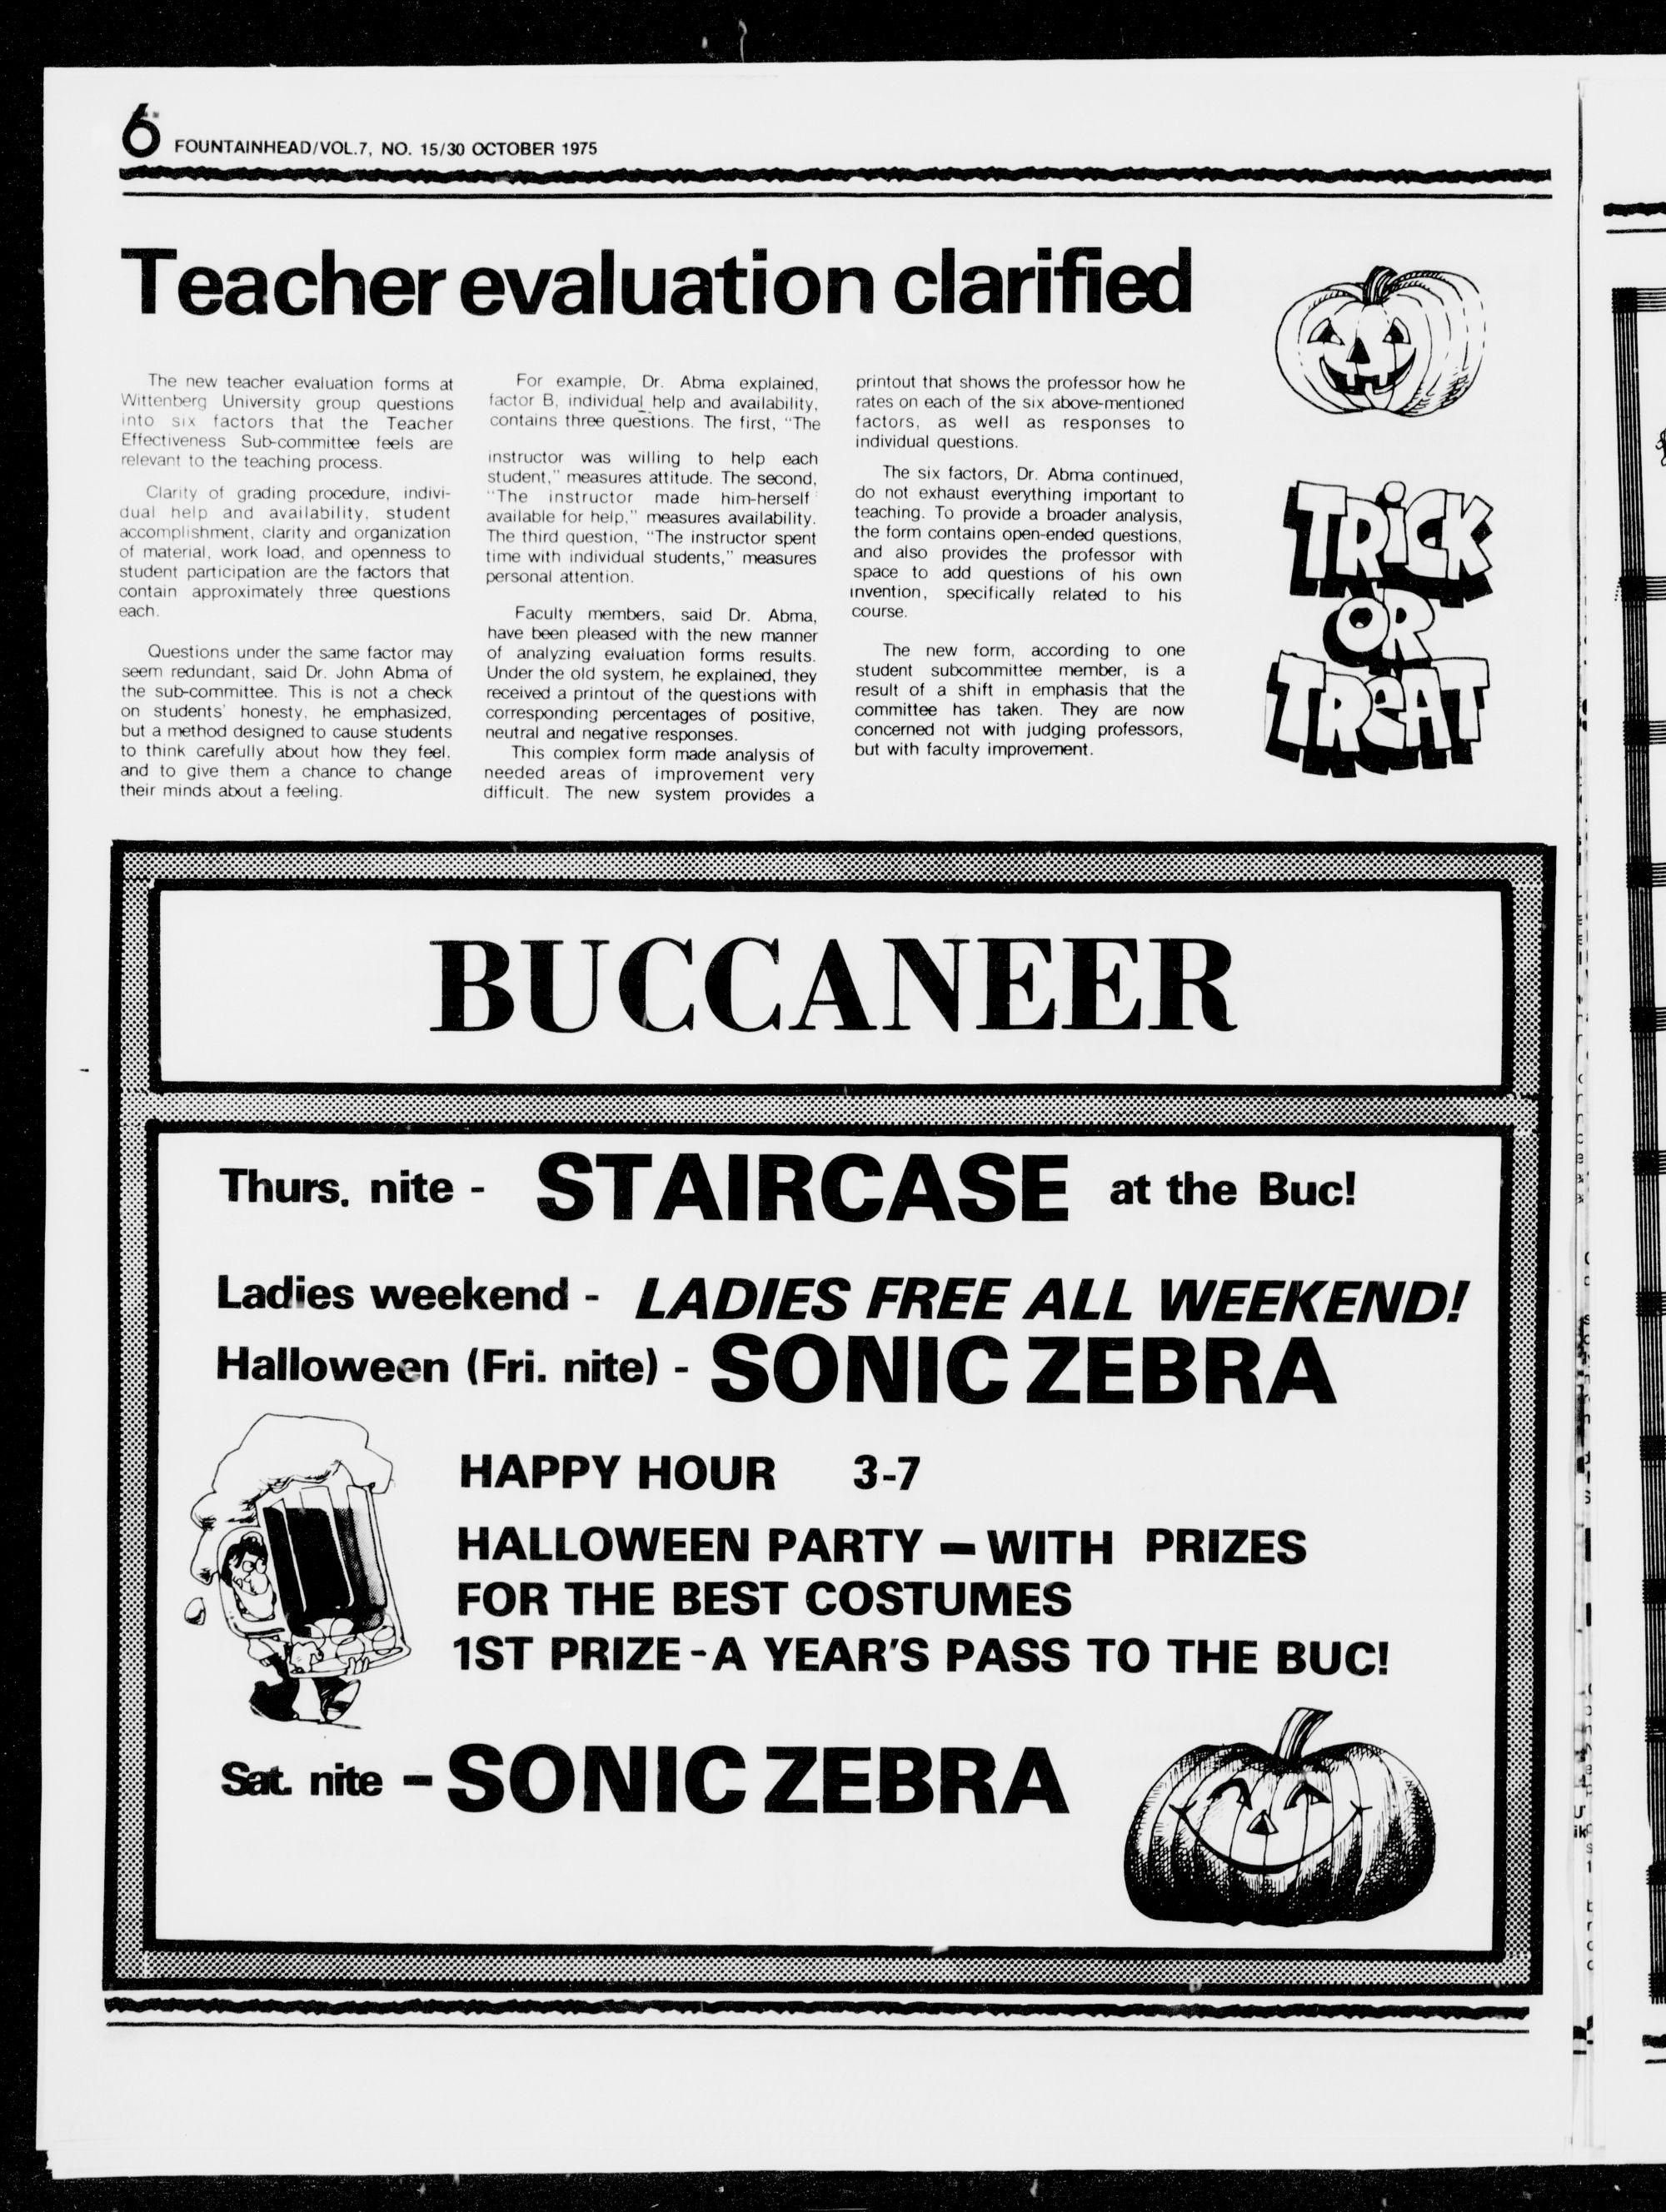 6 FOUNTAINHEAD/VOL.7, NO. 15/30 OCTOBER 1975
Teacher evaluation clarified
The new teacher evaluation forms at
Wittenberg University group questions
into six factors that the Teacher
Effectiveness Sub-committee feels are
relevant to the teaching process.
Clarity of grading procedure, indivi-
dual help and availability, student
accomplishment, clarity and organization
of material, work load, and openness to
student participation are the factors that
contain approximately three questions
each.
Questions under the same factor may
seem redundant, said Dr. John Abma of
the sub-committee. This is not a check
on students' honesty, he emphasized,
but a method designed to cause students
to think carefully about how they feel,
and to give them a chance to change
their minds about a feeling.
For example, Dr. Abma explained,
factor B, individual help and availability,
contains three questions. The first, "The
instructor was willing to help each
student," measures attitude. The second,
"The instructor made him-herself
available for help," measures availability.
The third question, "The instructor spent
time with individual students," measures
personal attention.
Faculty members, said Dr. Abma,
have been pleased with the new manner
of analyzing evaluation forms results.
Under the old system, he explained, they
received a printout of the questions with
corresponding percentages of positive,
neutral and negative responses.
This complex form made analysis of
needed areas of improvement very
difficult. The new system provides a
printout that shows the professor how he
rates on each of the six above-mentioned
factors, as well as responses to
individual questions.
The six factors, Dr. Abma continued,
do not exhaust everything important to
teaching. To provide a broader analysis,
the form contains open-ended questions,
and also provides the professor with
space to add questions of his own
invention, specifically related to his
course.
The new form, according to one
student subcommittee member, is a
result of a shift in emphasis that the
committee has taken. They are now
concerned not with judging professors,
but with faculty improvement.
TRiCK
OR
TReAT
BUCCANEER
Thurs. nite - STAIRCASE at the Buc!
Ladies weekend - LADIES FREE ALL WEEKEND!
Halloween (Fri. nite) - SONIC ZEBRA
HAPPY HOUR 3-7
HALLOWEEN PARTY - WITH PRIZES
FOR THE BEST COSTUMES
1ST PRIZE - A YEAR'S PASS TO THE BUC!
Sat. nite - SONIC ZEBRA